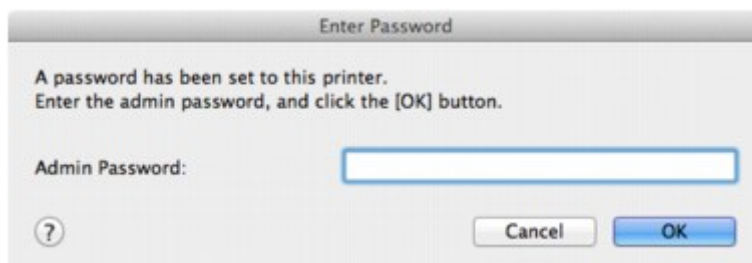 Enter Password
A password has been set to this printer.
Enter the admin password, and click the [OK] button.
Admin Password:
?
Cancel
OK